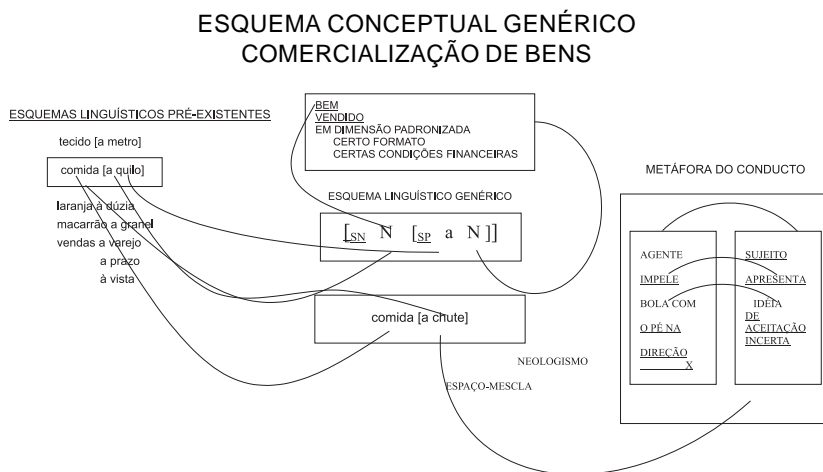 ESQUEMA CONCEPTUAL GENÉRICO
COMERCIALIZAÇÃO DE BENS
ESQUEMAS LINGUÍSTICOS PRÉ-EXISTENTES
tecido [a metro]
comida [a quilo]
laranja à dúzia
macarrão a granel
vendas a varejo
a prazo
à vista
BEM
VENDIDO
EM DIMENSÃO PADRONIZADA
CERTO FORMATO
CERTAS CONDIÇÕES FINANCEIRAS
ESQUEMA LINGUÍSTICO GENÉRICO
[SN N [SP a N ]]
comida [a chute]
NEOLOGISMO
ESPAÇO-MESCLA
METÁFORA DO CONDUCTO
AGENTE
IMPELE
BOLA COM
O PÉ NA
DIREÇÃO
X
SUJEITO
APRESENTA
IDÉIA
DE
ACEITAÇÃO
INCERTA